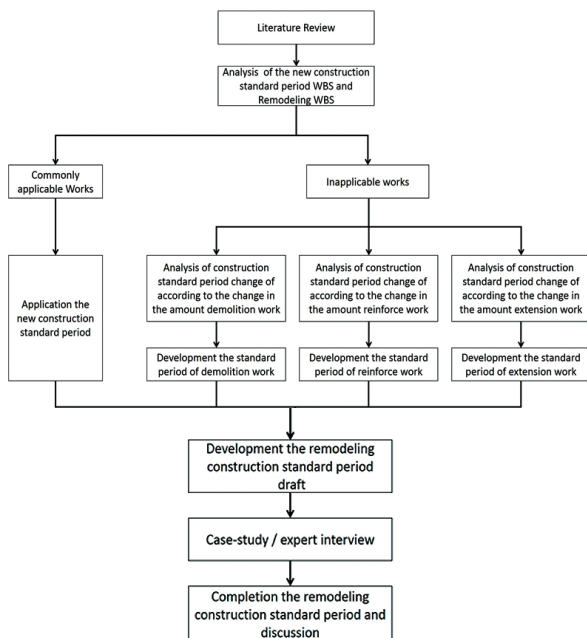 Literature Review
Analysis of the new construction
standard period WBS and
Remodeling WBS
Commonly
applicable Works
Inapplicable works
Application the
new construction
standard period
Analysis of construction
standard period change of
according to the change in
the amount demolition work
Analysis of construction
standard period change of
according to the change in
the amount reinforce work
Analysis of construction
standard period change of
according to the change in
the amount extension work
Development the standard
period of demolition work
Development the standard
period of reinforce work
Development the standard
period of extension work
Development the remodeling
construction standard period
draft
Case-study / expert interview
Completion the remodeling
construction standard period and
discussion